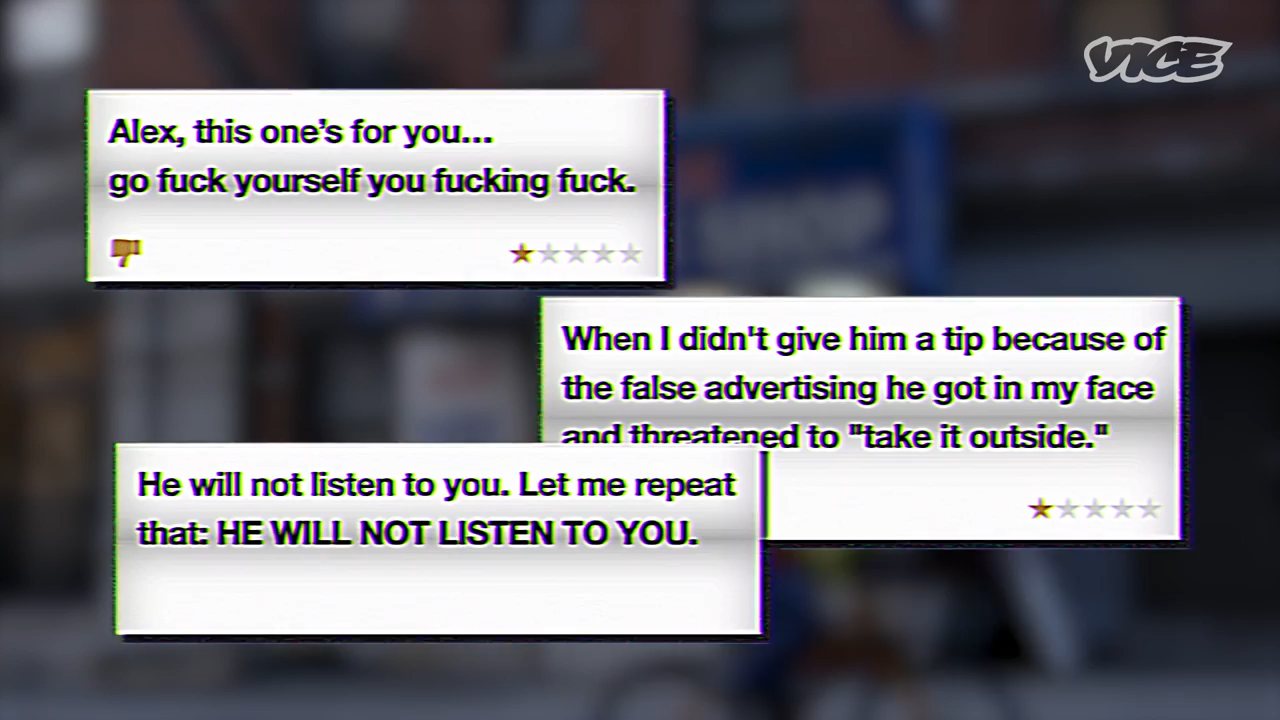 VICE
Alex, this one’s for you...
go fuck yourself you fucking fuck.
When I didn't give him a tip because of
the false advertising he got in my face
and threatened to "take it outside."
He will not listen to you. Let me repeat
that: HE WILL NOT LISTEN TO YOU.